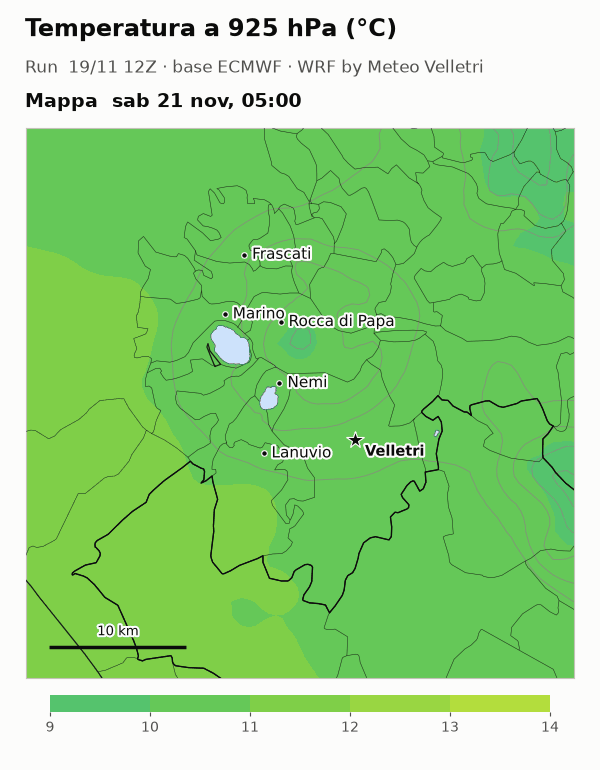 Temperatura a 925 hPa (°C)
Run  19/11 12Z · base ECMWF · WRF by Meteo Velletri
Mappa  sab 21 nov, 05:00
Frascati
Marino
Rocca di Papa
Nemi
Velletri
Lanuvio
10 km
9 10 11 12 13 14